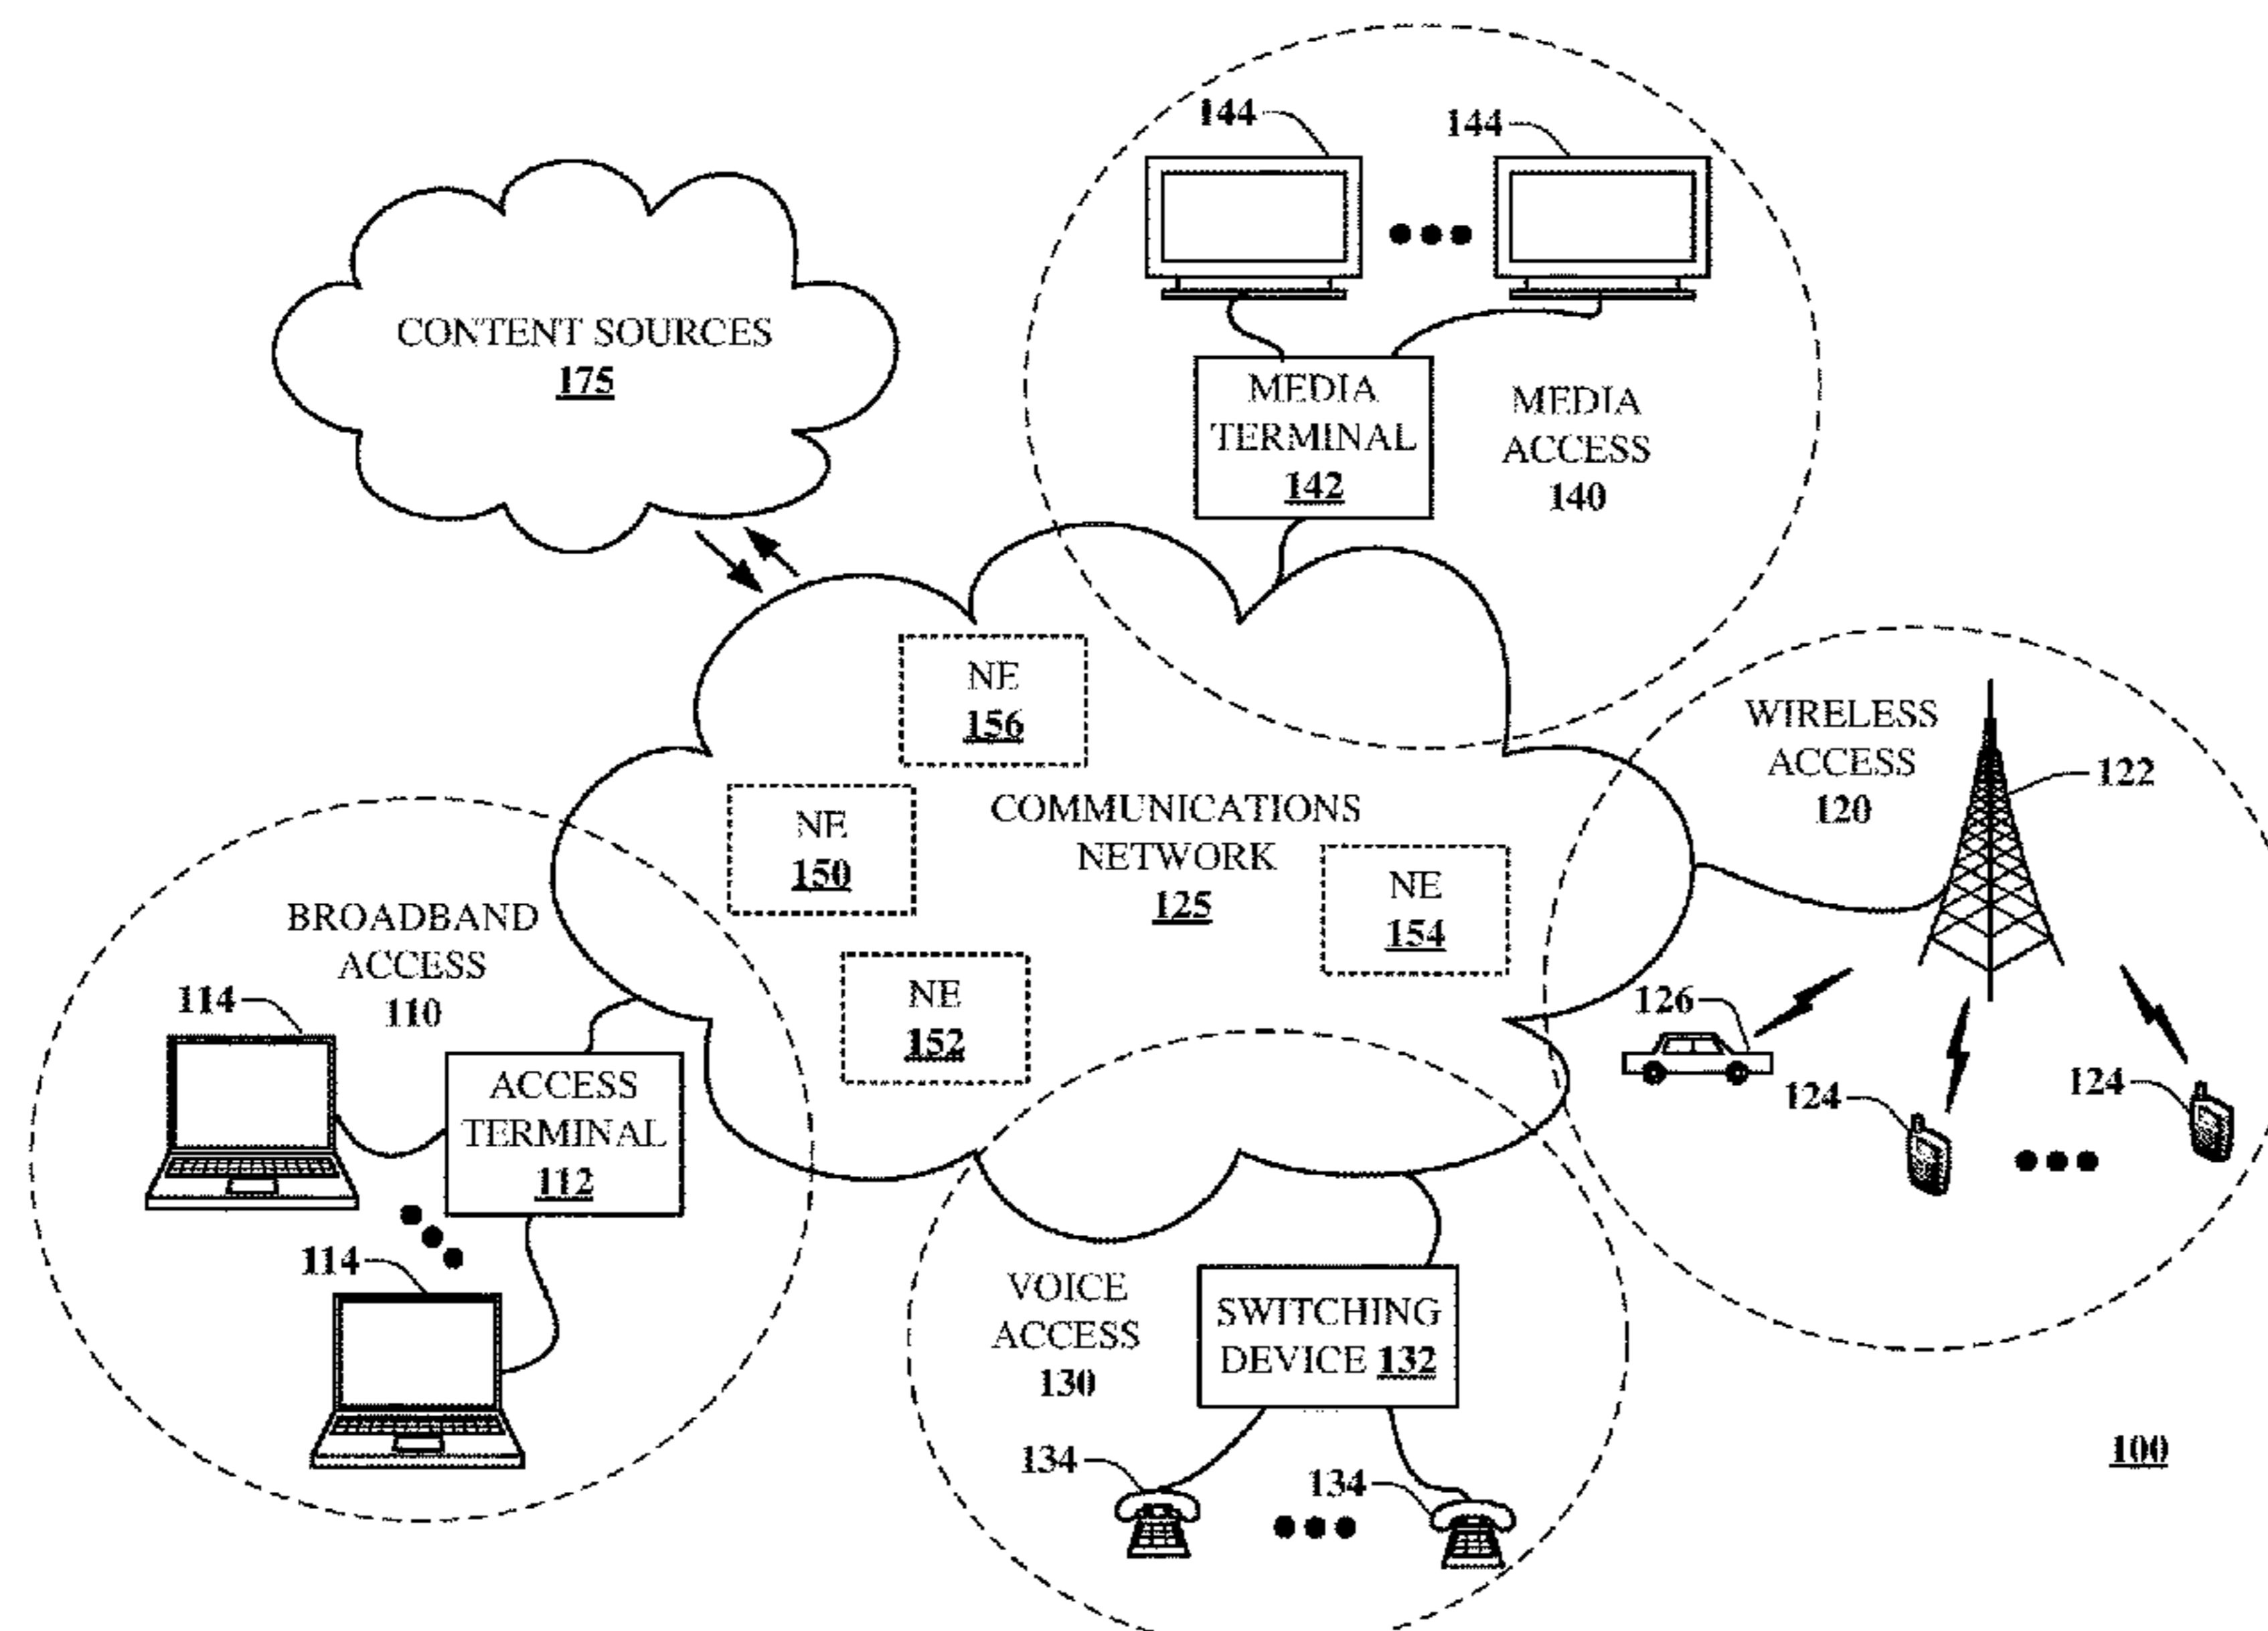 144
144
CONTENT SOURCES
175
MEDIA
TERMINAL
142
MEDIA
ACCESS
140
NE
156
WIRELESS
ACCESS
120
122
NE
150
COMMUNICATIONS
NETWORK
125
NE
154
BROADBAND
ACCESS
110
114
NE
152
126
124
124
ACCESS
TERMINAL
112
114
VOICE
ACCESS
130
SWITCHING
DEVICE 132
134
134
100